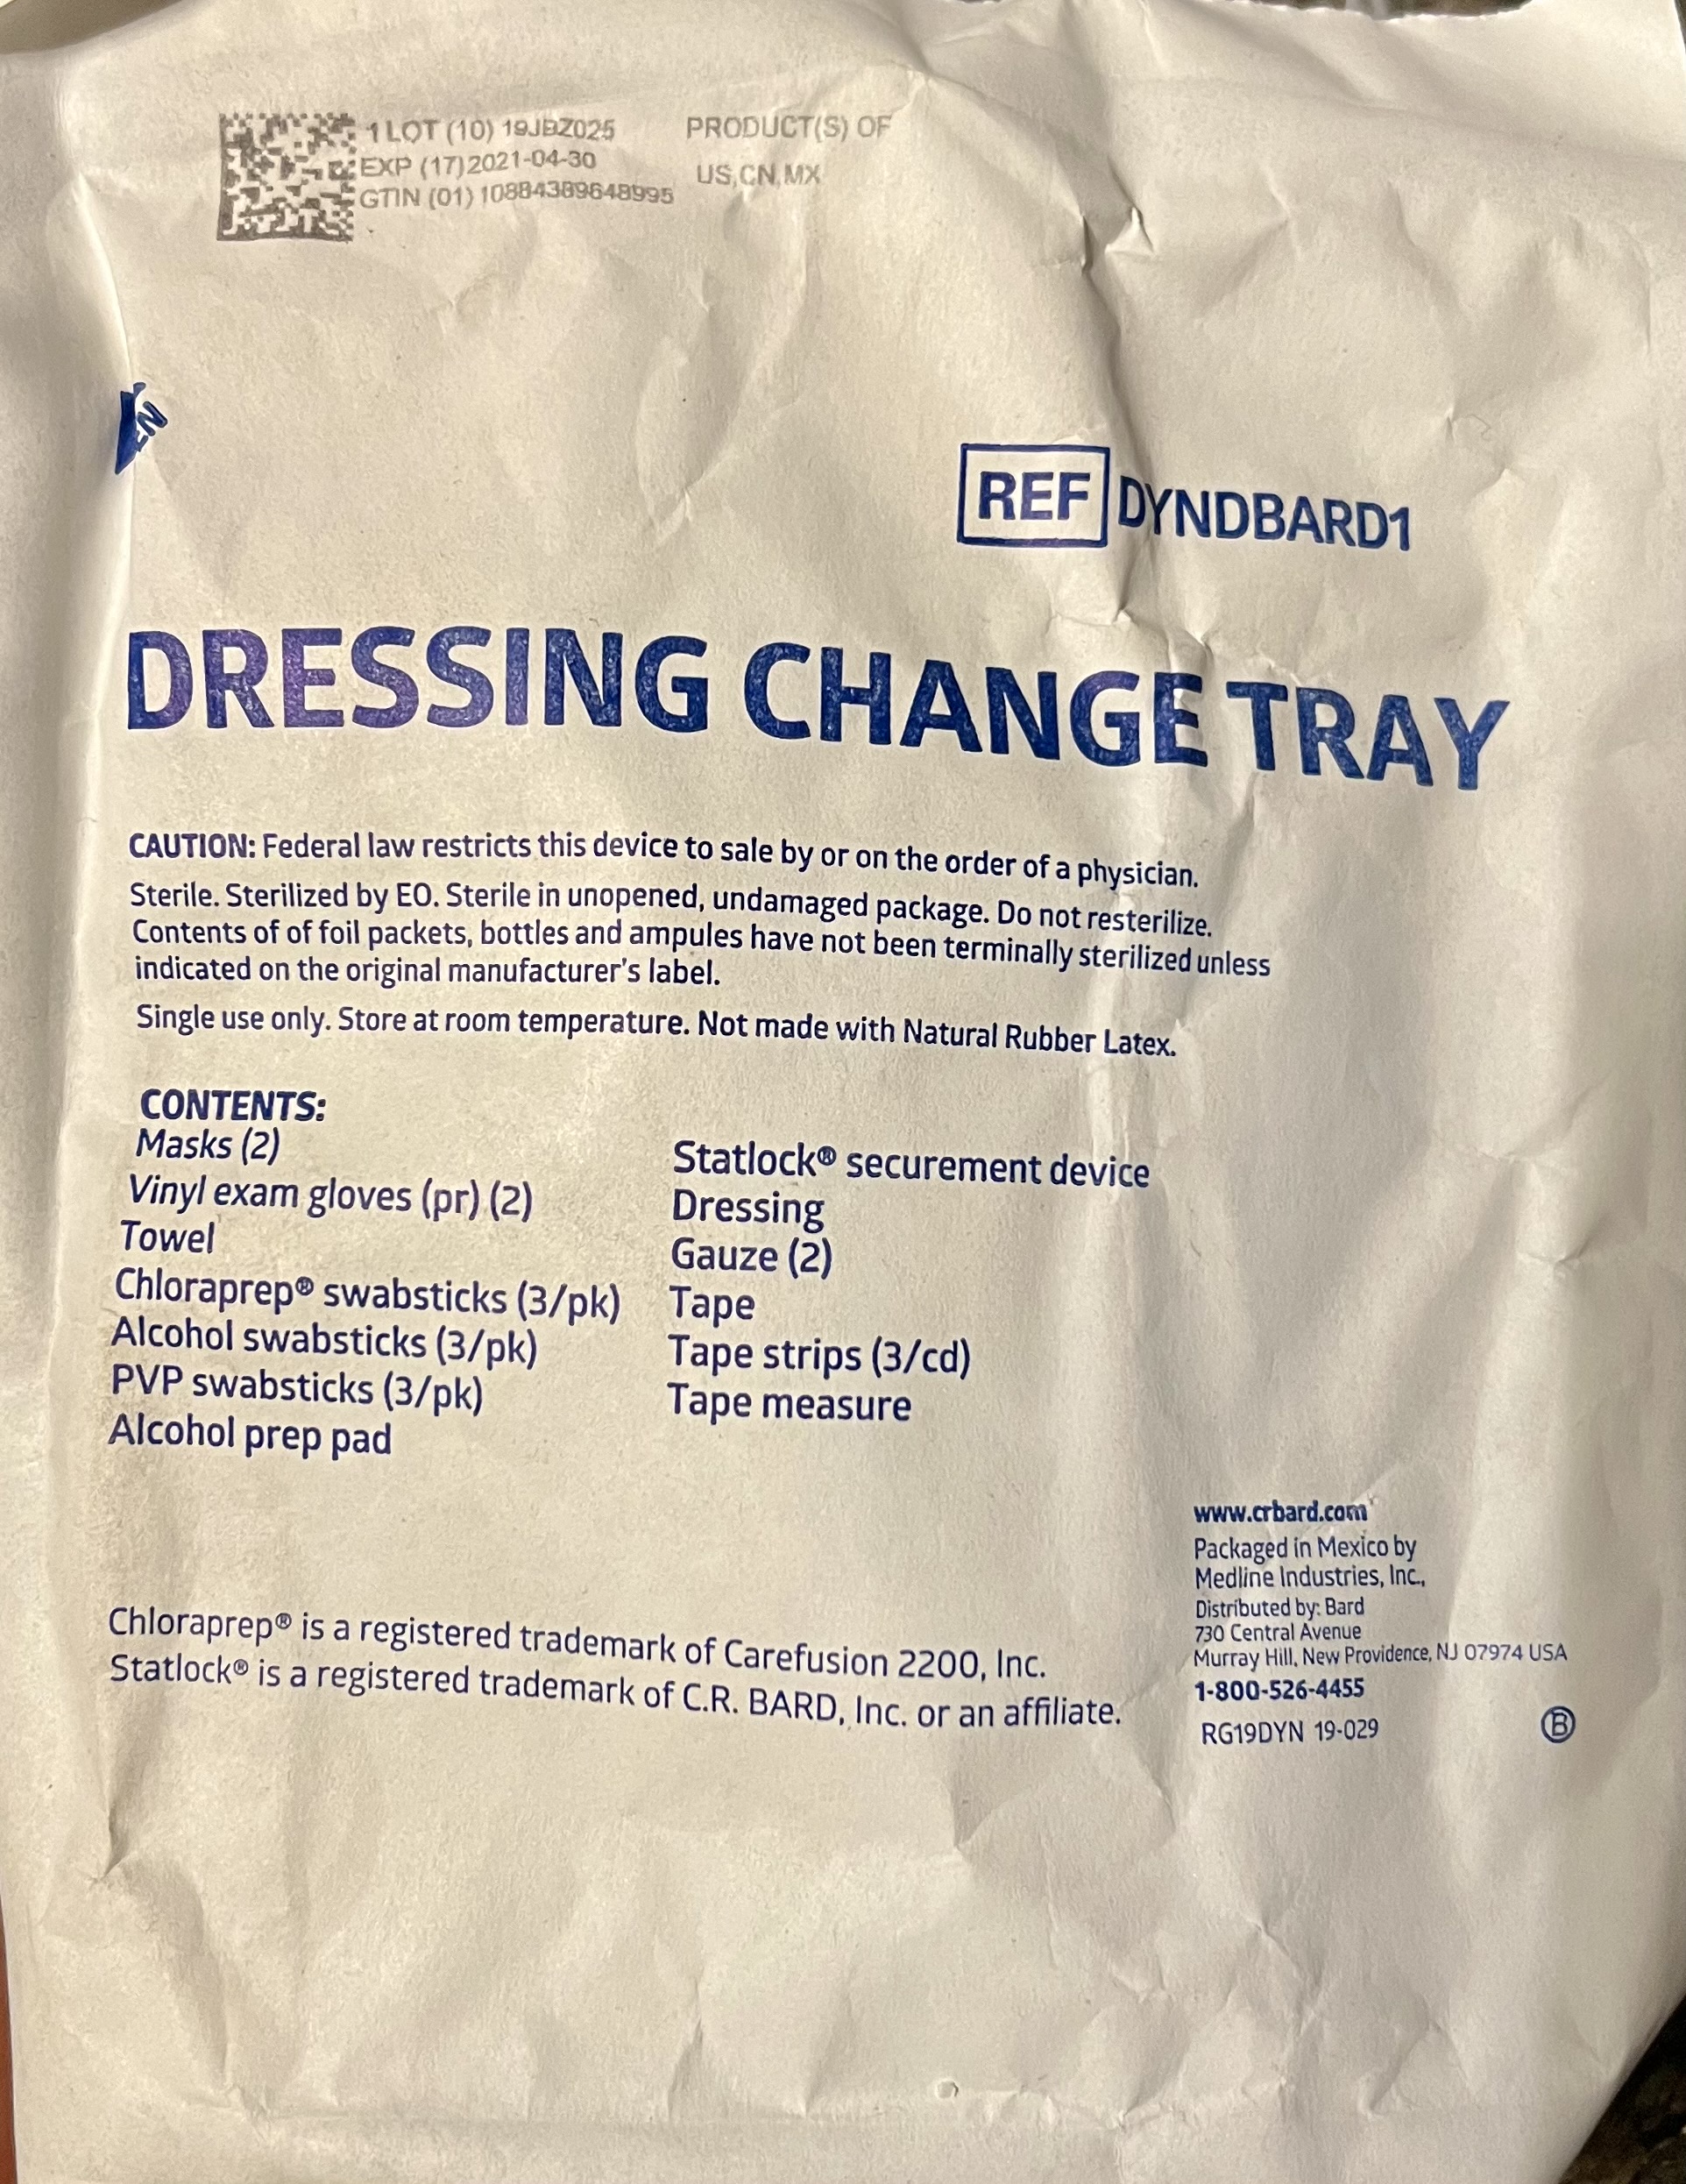 1 LOT (10) 19JBZ025
EXP (17) 2021-04-30
GTIN (01) 10884389648995
PRODUCT(S) OF
US,CN,MX
REF DYNDBARD1
DRESSING CHANGE TRAY
CAUTION: Federal law restricts this device to sale by or on the order of a physician.
Sterile. Sterilized by EO. Sterile in unopened, undamaged package. Do not resterilize.
Contents of of foil packets, bottles and ampules have not been terminally sterilized unless
indicated on the original manufacturer's label.
Single use only. Store at room temperature. Not made with Natural Rubber Latex.
CONTENTS:
Masks (2)
Vinyl exam gloves (pr) (2)
Towel
Chloraprep® swabsticks (3/pk)
Alcohol swabsticks (3/pk)
PVP swabsticks (3/pk)
Alcohol prep pad
Statlock® securement device
Dressing
Gauze (2)
Tape
Tape strips (3/cd)
Tape measure
Chloraprep® is a registered trademark of Carefusion 2200, Inc.
Statlock® is a registered trademark of C.R. BARD, Inc. or an affiliate.
www.crbard.com
Packaged in Mexico by
Medline Industries, Inc.,
Distributed by: Bard
730 Central Avenue
Murray Hill, New Providence, NJ 07974 USA
1-800-526-4455
RG19DYN 19-029
B